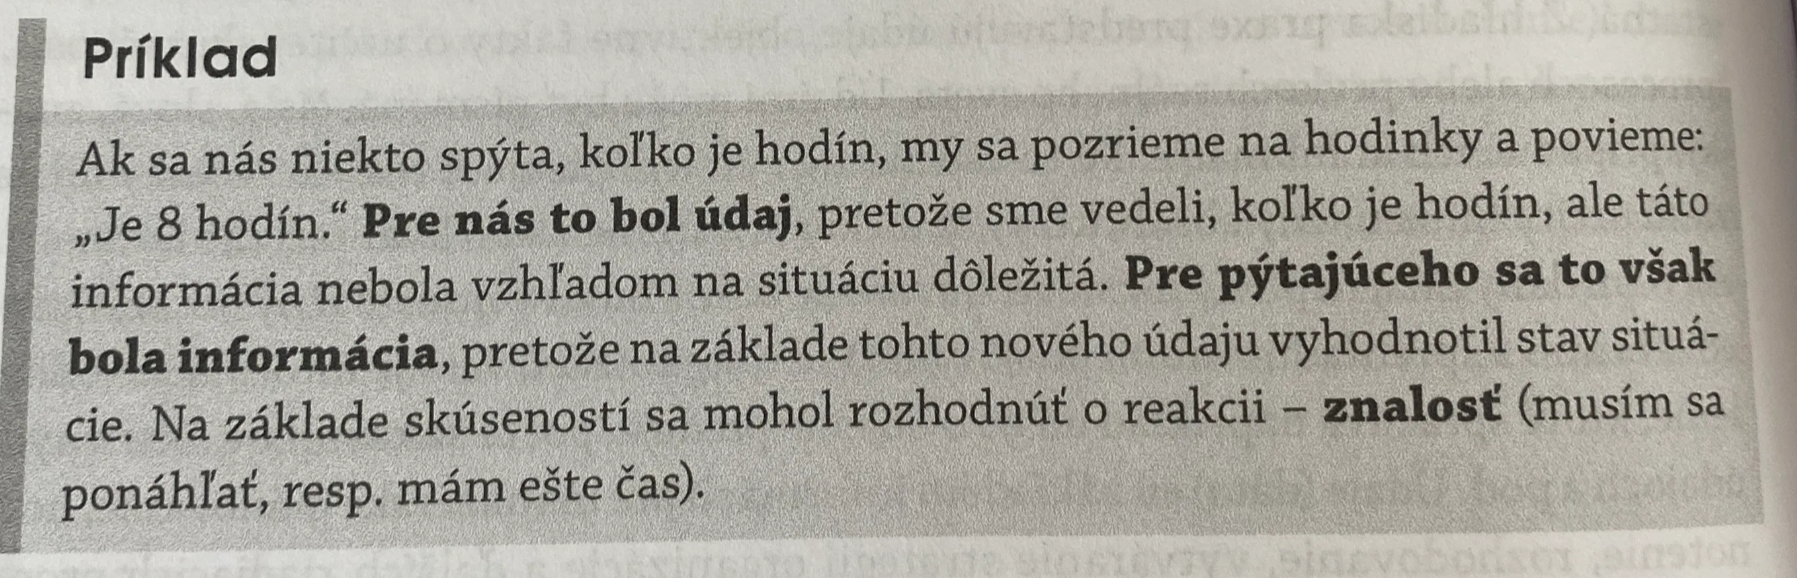 Príklad
Ak sa nás niekto spýta, koľko je hodín, my sa pozrieme na hodinky a povieme:
„Je 8 hodín.“ Pre nás to bol údaj, pretože sme vedeli, koľko je hodín, ale táto
informácia nebola vzhľadom na situáciu dôležitá. Pre pýtajúceho sa to však
bola informácia, pretože na základe tohto nového údaju vyhodnotil stav situá-
cie. Na základe skúseností sa mohol rozhodnúť o reakcii – znalosť (musím sa
ponáhľať, resp. mám ešte čas).